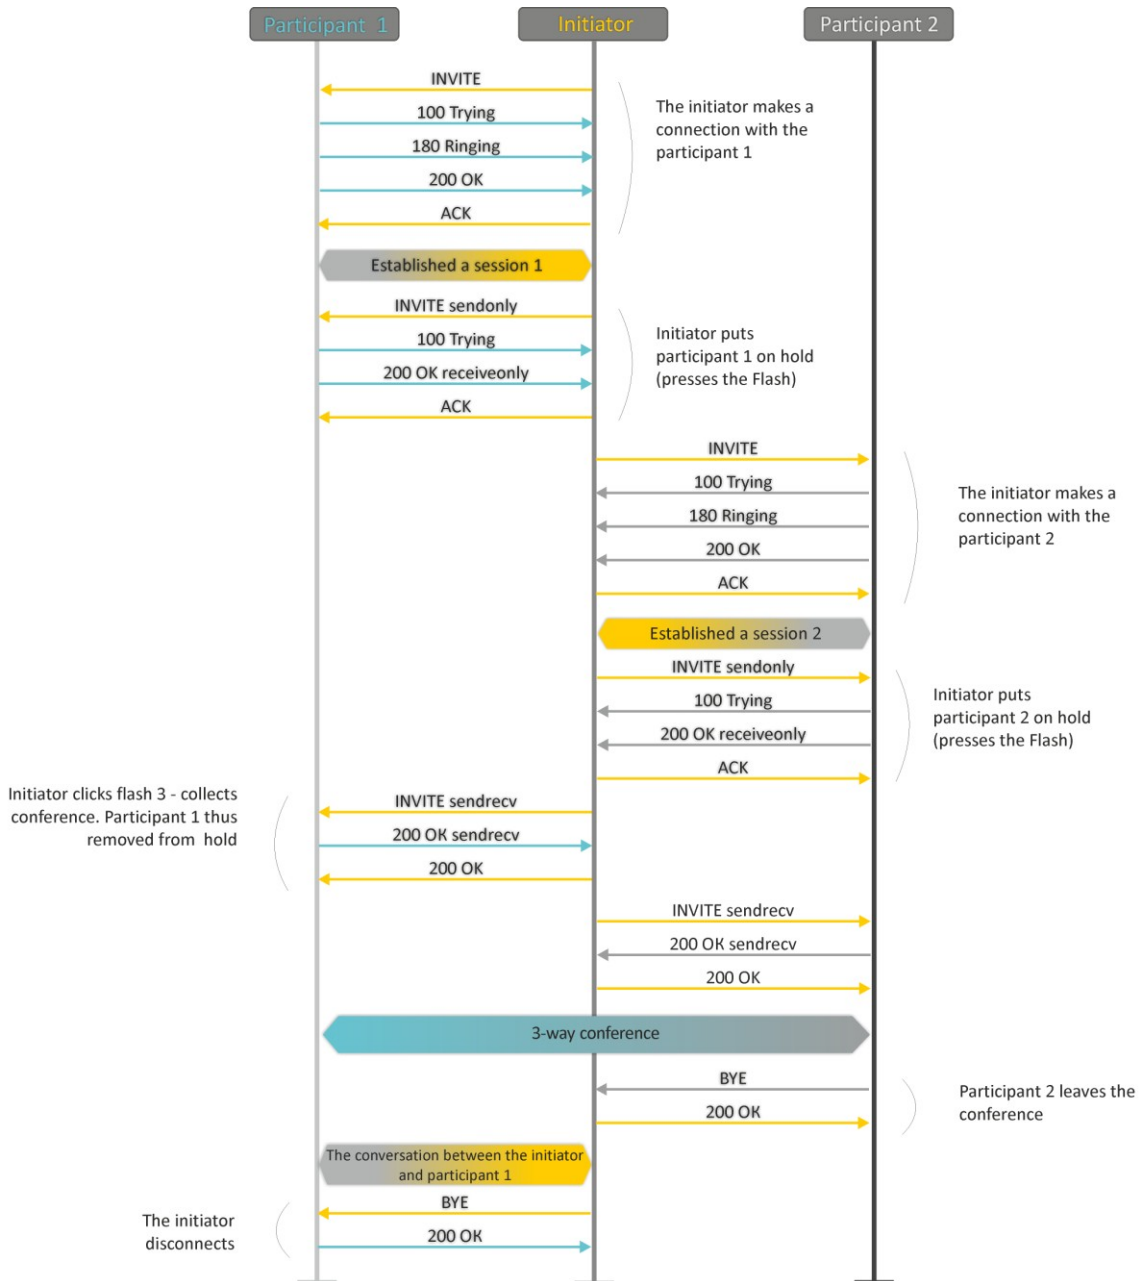 Participant 1
Initiator
Participant 2
INVITE
100 Trying
180 Ringing
200 OK
ACK
The initiator makes a
connection with the
participant 1
Established a session 1
INVITE sendonly
100 Trying
200 OK receiveonly
ACK
Initiator puts
participant 1 on hold
(presses the Flash)
INVITE
100 Trying
180 Ringing
200 OK
ACK
The initiator makes a
connection with the
participant 2
Established a session 2
INVITE sendonly
100 Trying
200 OK receiveonly
ACK
Initiator puts
participant 2 on hold
(presses the Flash)
Initiator clicks flash 3 - collects
conference. Participant 1 thus
removed from hold
INVITE sendrecv
200 OK sendrecv
200 OK
INVITE sendrecv
200 OK sendrecv
200 OK
3-way conference
BYE
200 OK
Participant 2 leaves the
conference
The conversation between the initiator
and participant 1
BYE
200 OK
The initiator
disconnects